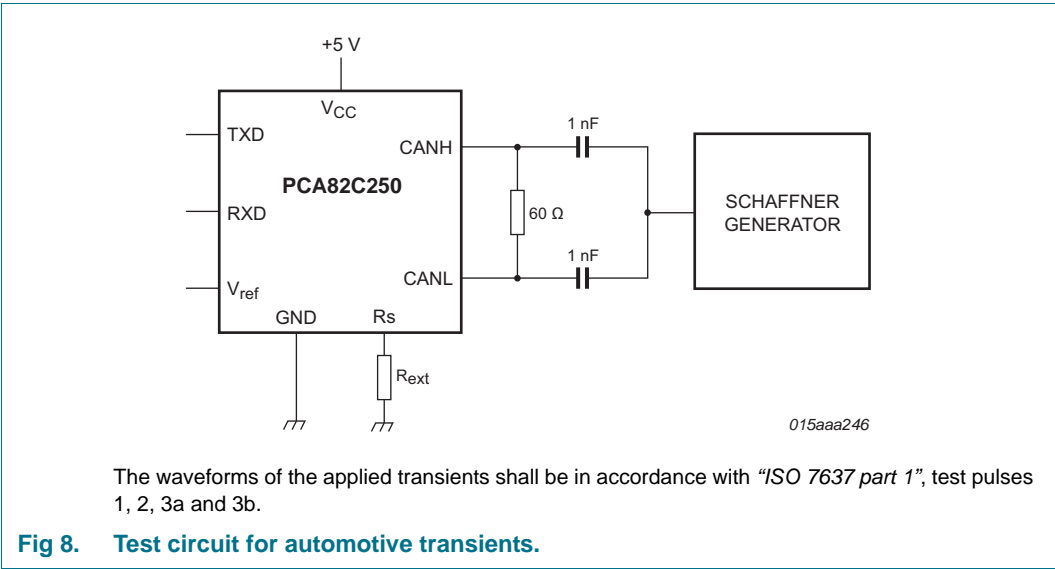 +5 V
VCC
TXD
CANH
1 nF
PCA82C250
SCHAFFNER
GENERATOR
RXD
60 Ω
1 nF
CANL
Vref
GND
Rs
Rext
015aaa246
The waveforms of the applied transients shall be in accordance with “ISO 7637 part 1”, test pulses
1, 2, 3a and 3b.
Fig 8. Test circuit for automotive transients.